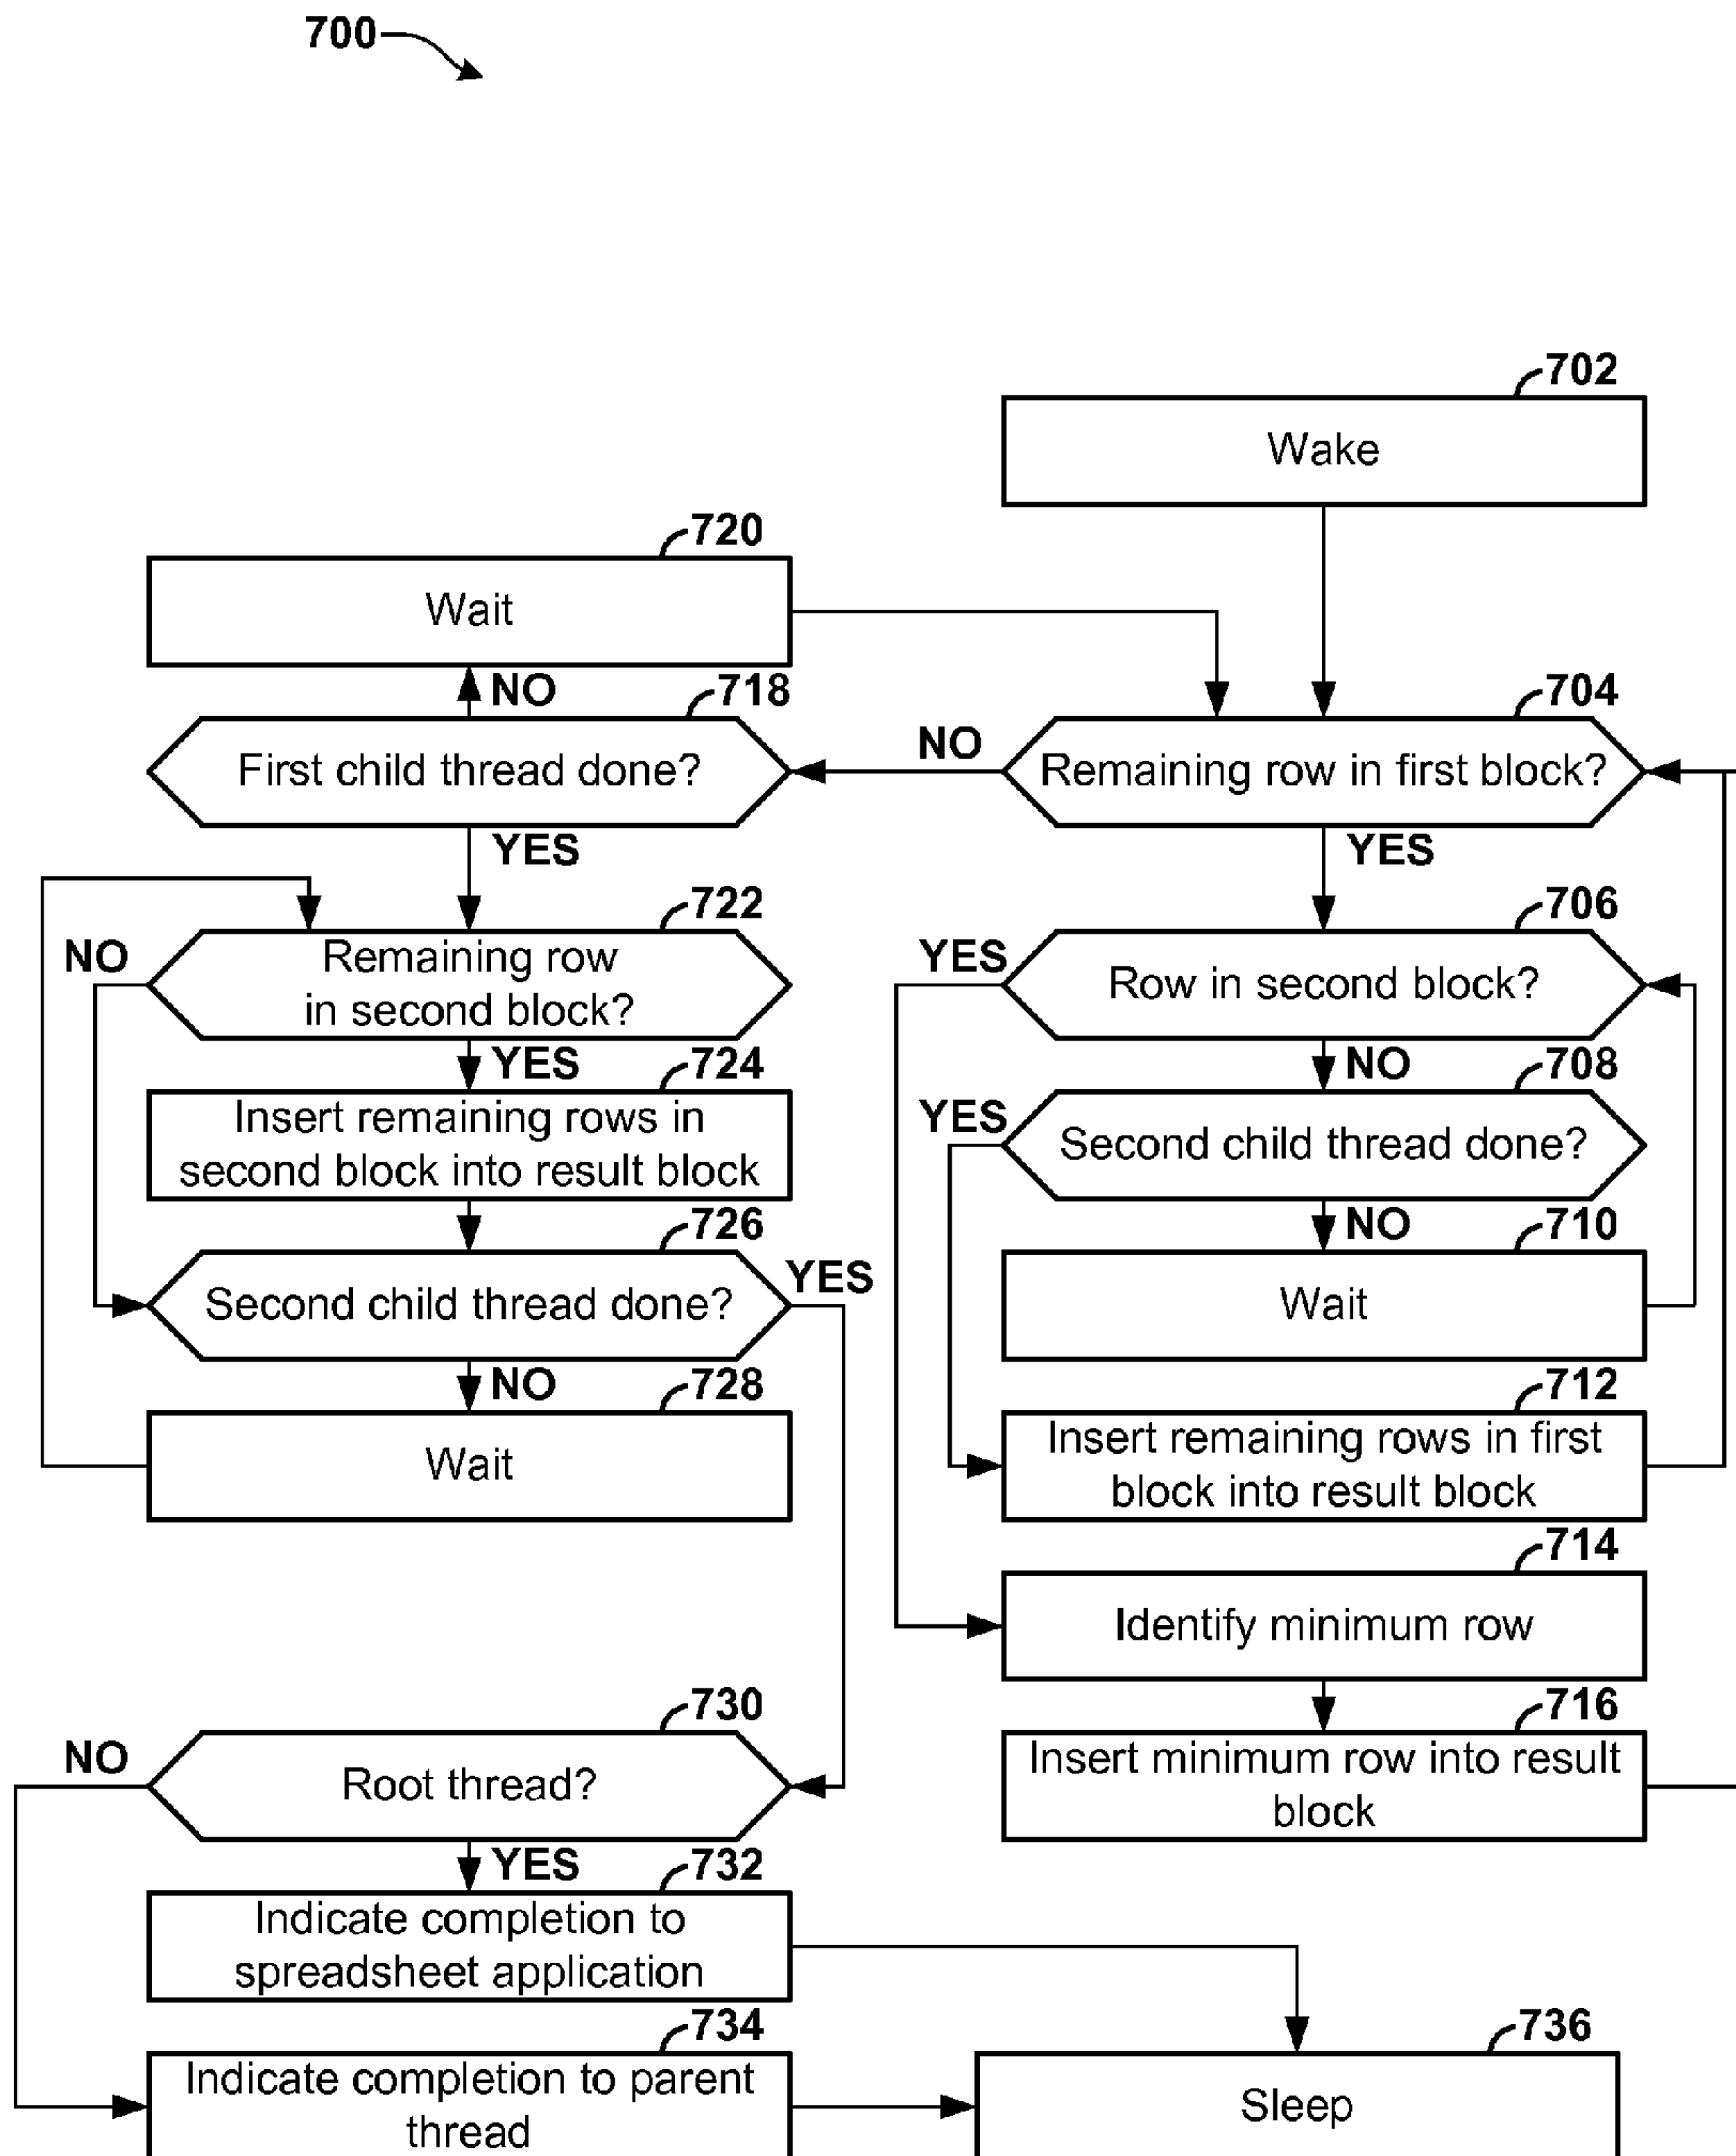 700
702
Wake
720
Wait
NO
718
704
First child thread done?
NO
Remaining row in first block?
YES
YES
722
706
NO
Remaining row
in second block?
YES
Row in second block?
YES
724
NO
708
Insert remaining rows in
second block into result block
YES
Second child thread done?
726
NO
710
Second child thread done?
YES
Wait
NO
728
712
Wait
Insert remaining rows in first
block into result block
714
Identify minimum row
730
716
NO
Root thread?
Insert minimum row into result
block
YES
732
Indicate completion to
spreadsheet application
734
736
Indicate completion to parent
thread
Sleep